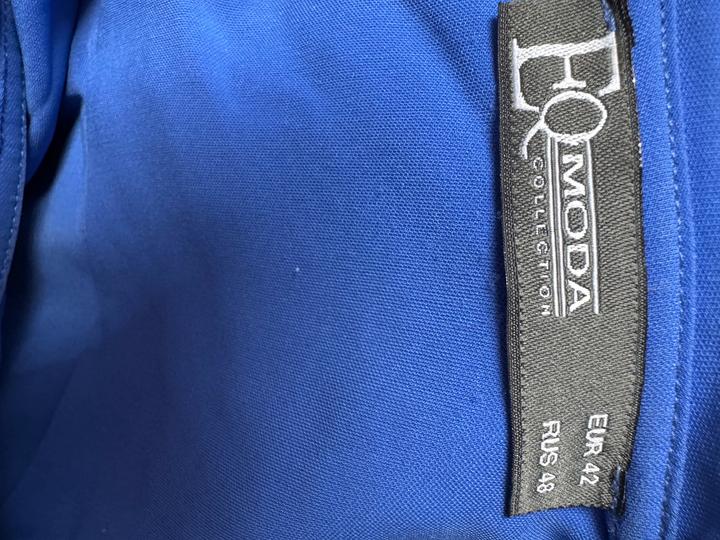 EQ MODA
COLLECTION
EUR 42
RUS 48